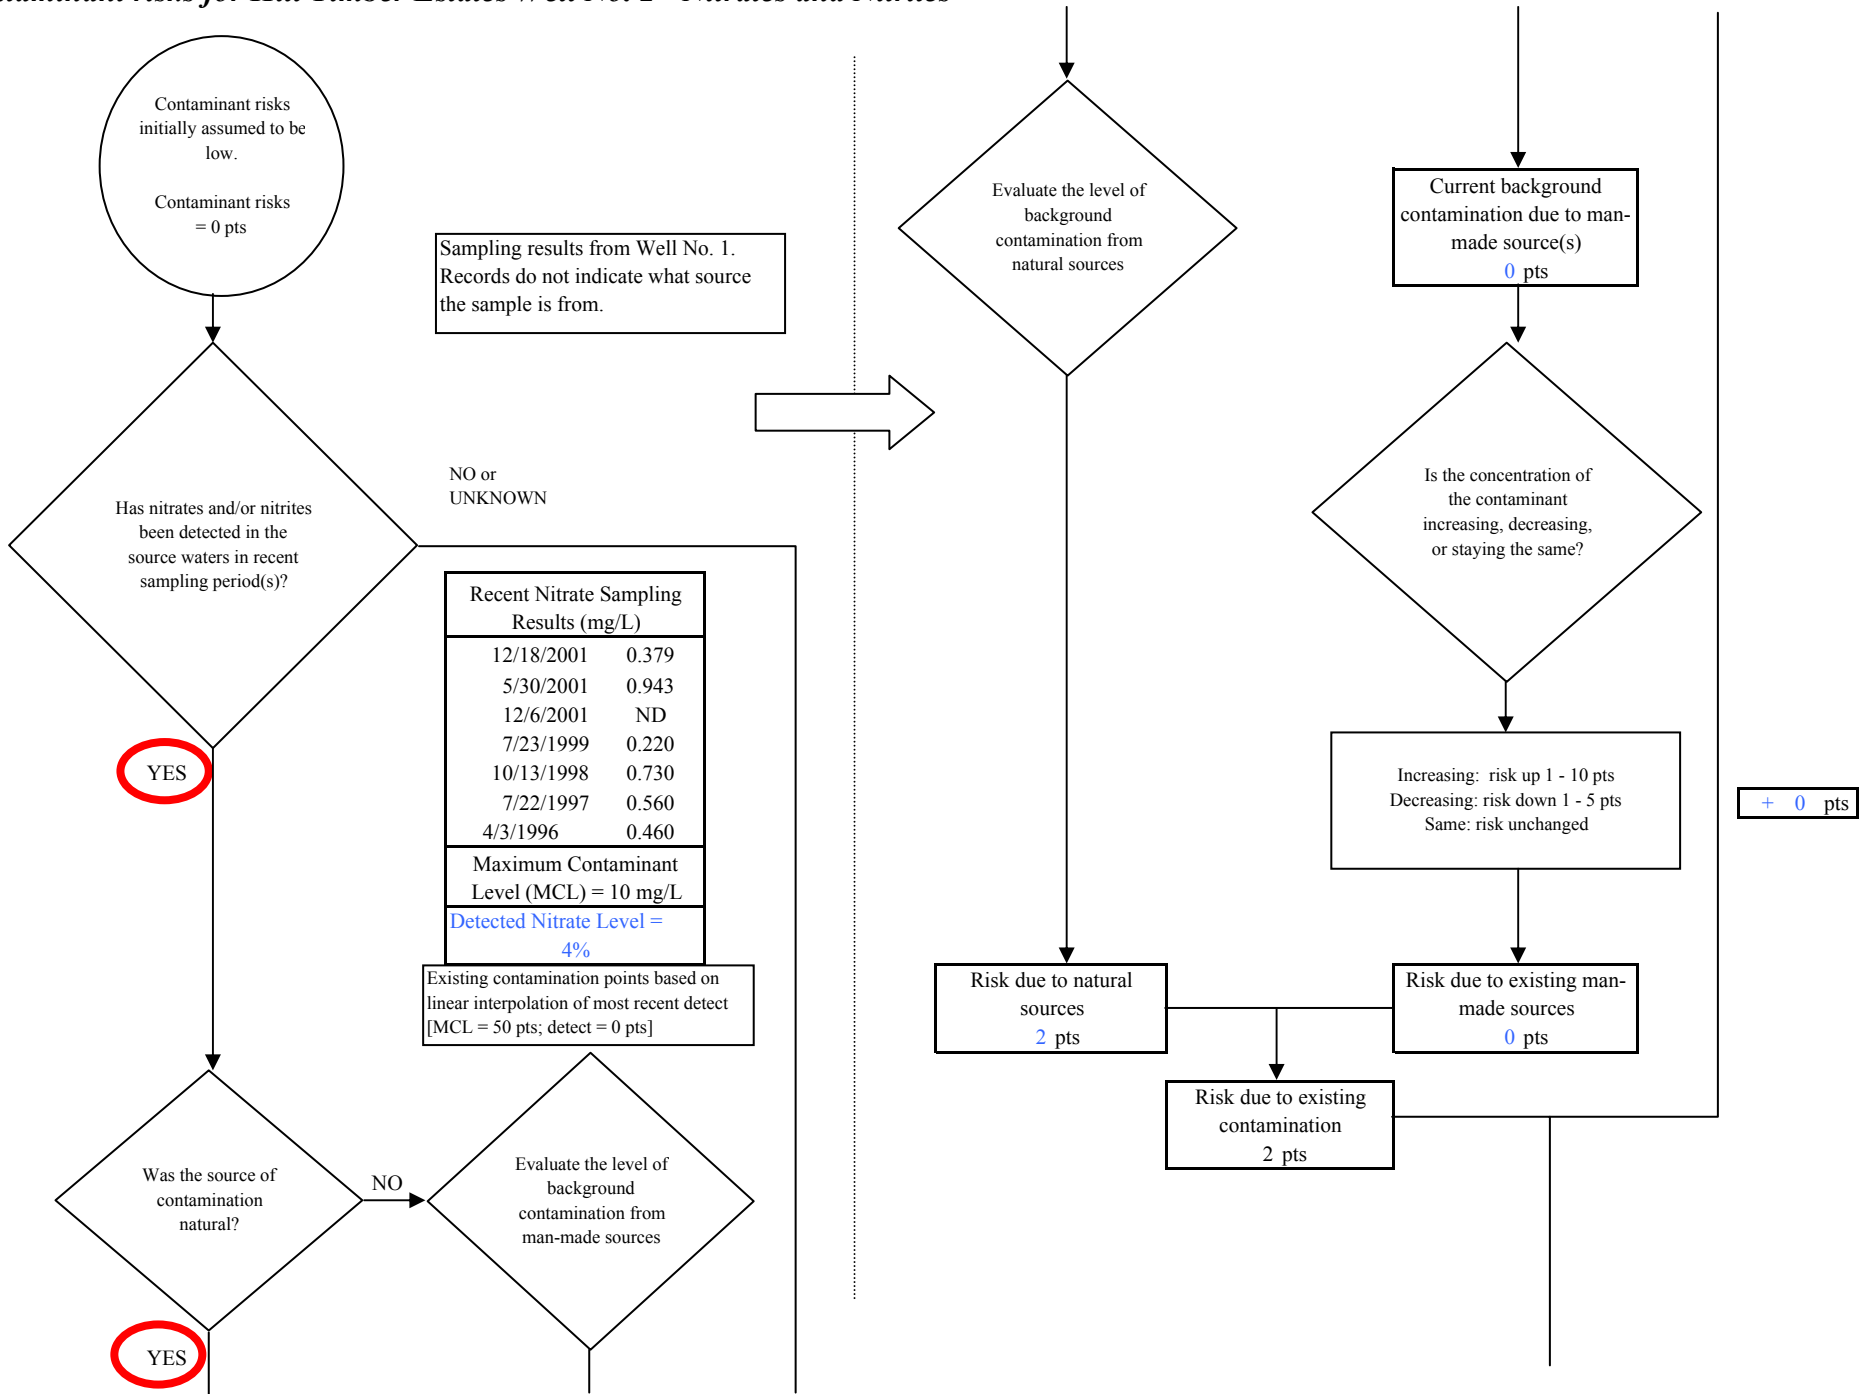 Contaminant risks
initially assumed to be
low.
Contaminant risks
= 0 pts
Sampling results from Well No. 1.
Records do not indicate what source
the sample is from.
NO or
UNKNOWN
Has nitrates and/or nitrites
been detected in the
source waters in recent
sampling period(s)?
YES
Recent Nitrate Sampling
Results (mg/L)
12/18/2001 0.379
5/30/2001 0.943
12/6/2001 ND
7/23/1999 0.220
10/13/1998 0.730
7/22/1997 0.560
4/3/1996 0.460
Maximum Contaminant
Level (MCL) = 10 mg/L
Detected Nitrate Level =
4%
Existing contamination points based on
linear interpolation of most recent detect
[MCL = 50 pts; detect = 0 pts]
Was the source of
contamination
natural?
NO
YES
Evaluate the level of
background
contamination from
man-made sources
Evaluate the level of
background
contamination from
natural sources
Current background
contamination due to man-
made source(s)
0 pts
Is the concentration of
the contaminant
increasing, decreasing,
or staying the same?
Increasing: risk up 1 - 10 pts
Decreasing: risk down 1 - 5 pts
Same: risk unchanged
+ 0 pts
Risk due to natural
sources
2 pts
Risk due to existing man-
made sources
0 pts
Risk due to existing
contamination
2 pts